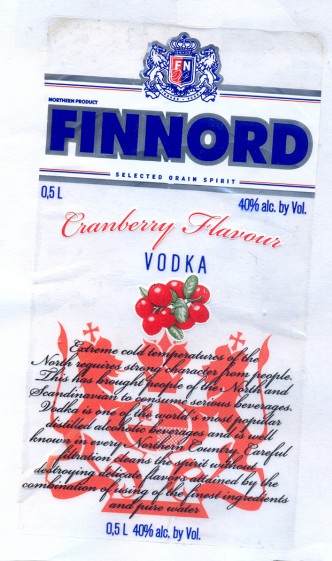 FN
NORTHERN PRODUCT
FINNORD
SELECTED GRAIN SPIRIT
0,5 L
40% alc. by Vol.
Cranberry Flavour
VODKA
Extreme cold temperatures of the
North requires strong character from people.
This has brought people of the North and
Scandinavian to consume serious beverages.
Vodka is one of the world's most popular
distilled alcoholic beverages and is well
known in every Northern Country. Careful
filtration cleans the spirit without
destroying delicate flavors attained by the
combination of using of the finest ingredients
and pure water
0,5 L 40% alc. by Vol.